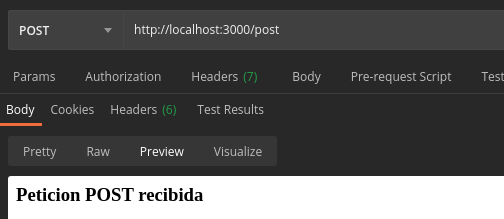 POST http://localhost:3000/post
Params Authorization Headers (7) Body Pre-request Script Test
Body Cookies Headers (6) Test Results
Pretty Raw Preview Visualize
Peticion POST recibida